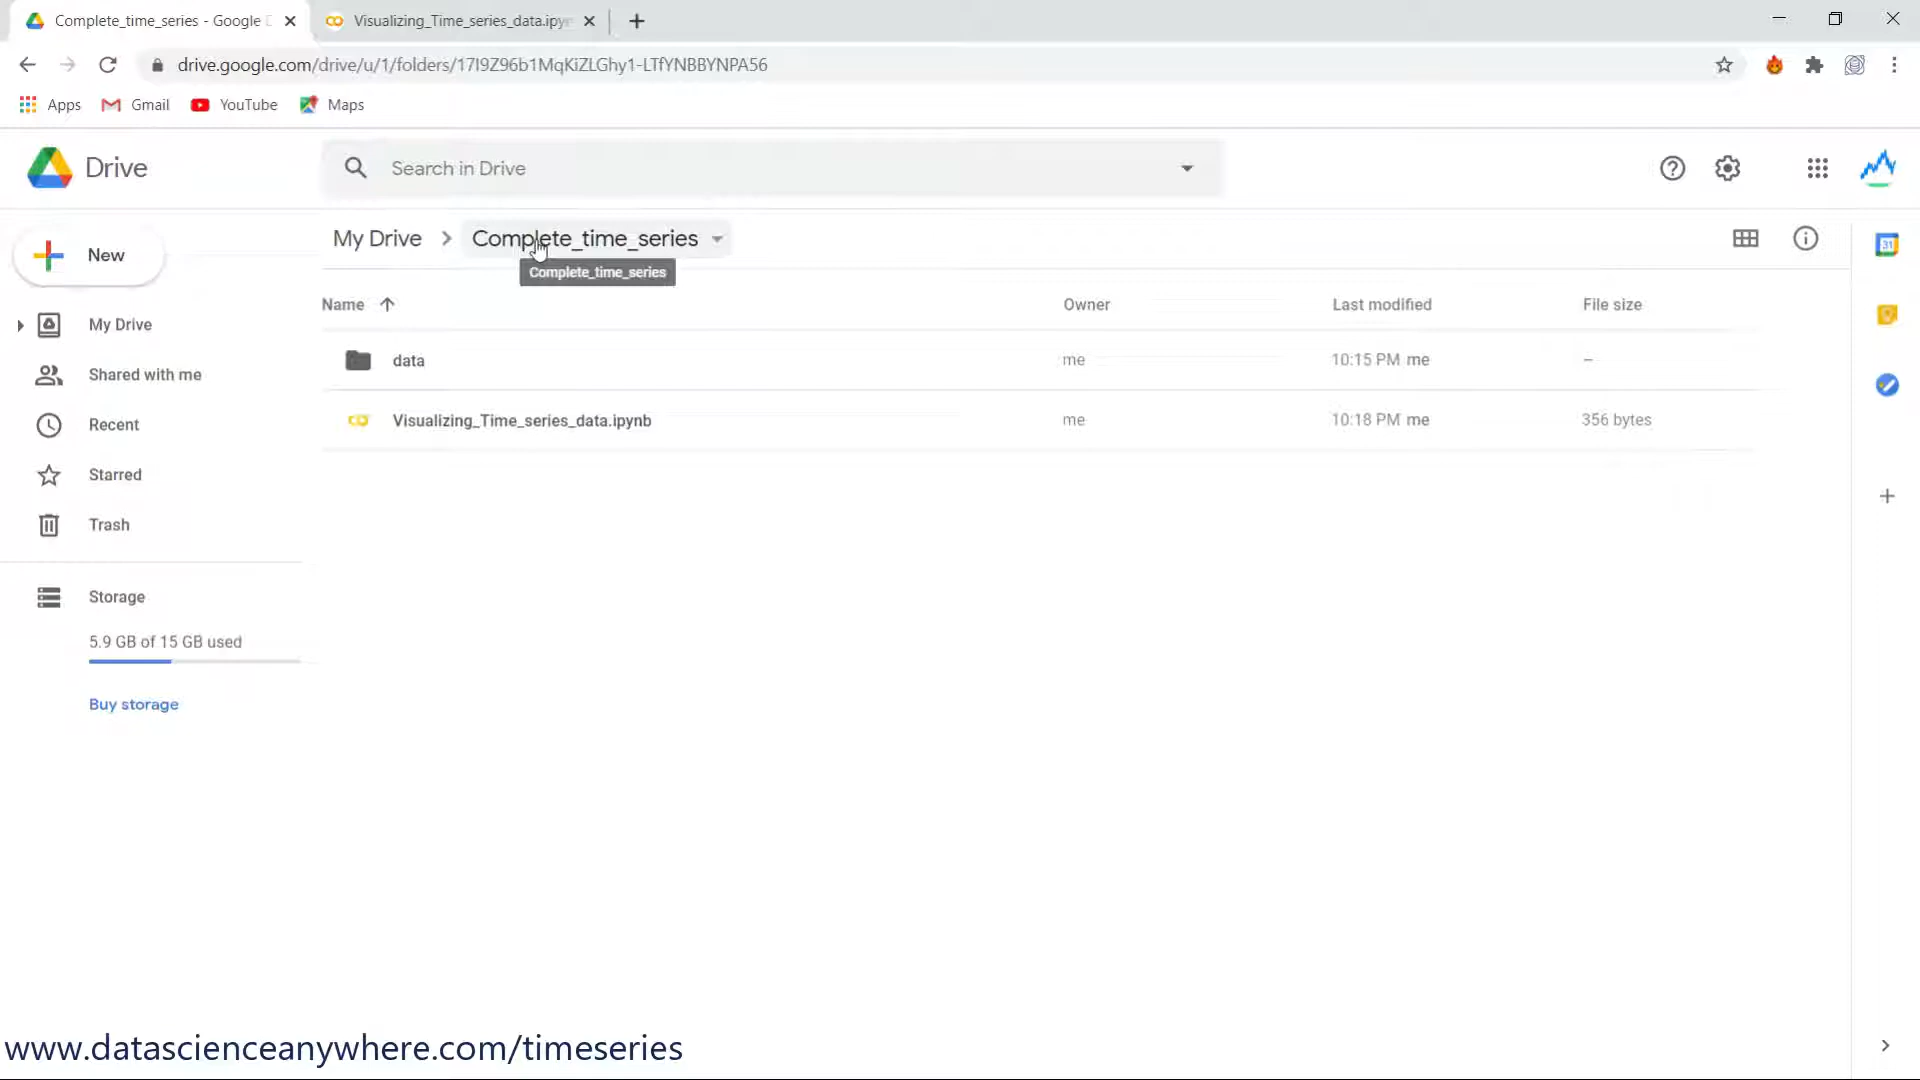 Complete_time_series - Google
Visualizing_Time_series_data.ipy
drive.google.com/drive/u/1/folders/17I9Z96b1MqKiZLGhy1-LTfYNBBYNPA56
Apps Gmail YouTube Maps
Drive
Search in Drive
New
My Drive
Shared with me
Recent
Starred
Trash
Storage
5.9 GB of 15 GB used
Buy storage
My Drive > Complete_time_series
Complete_time_series
Name Owner Last modified File size
data me 10:15 PM me –
Visualizing_Time_series_data.ipynb me 10:18 PM me 356 bytes
31
www.datascienceanywhere.com/timeseries